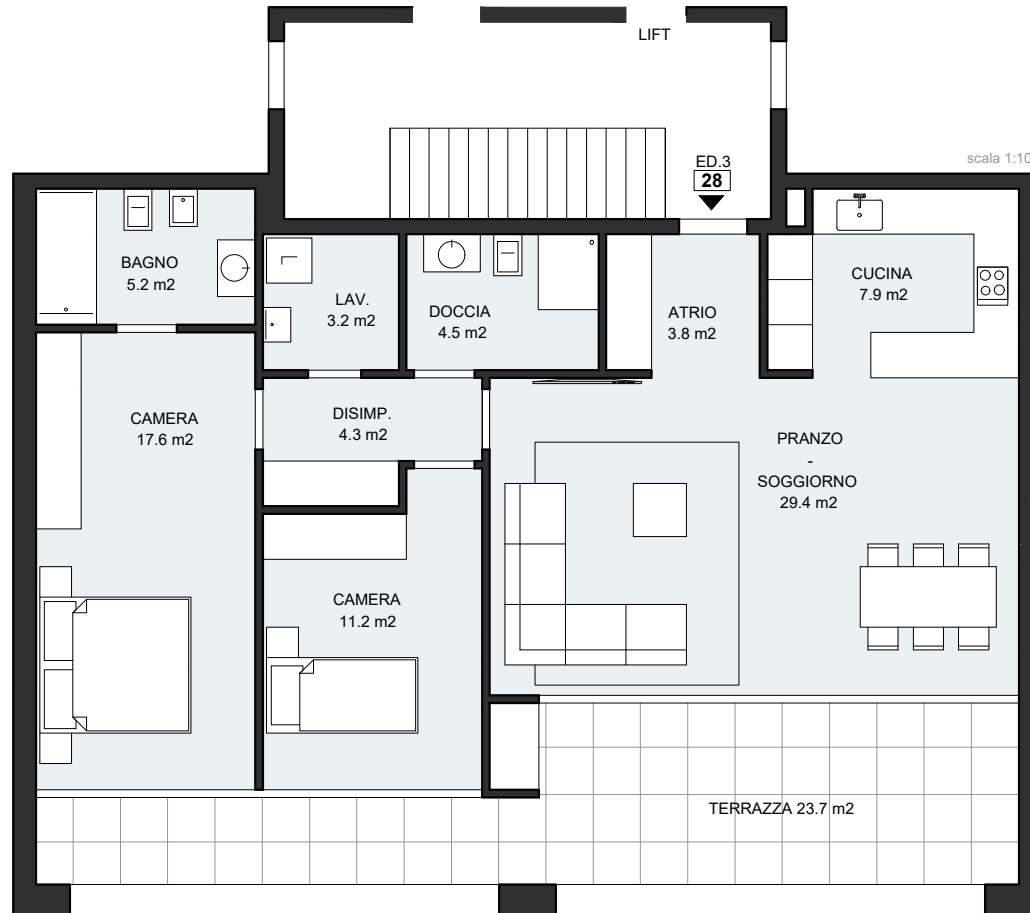 LIFT
scala 1:10
ED.3
28
BAGNO
5.2 m2
LAV.
3.2 m2
DOCCIA
4.5 m2
ATRIO
3.8 m2
CUCINA
7.9 m2
CAMERA
17.6 m2
DISIMP.
4.3 m2
PRANZO
-
SOGGIORNO
29.4 m2
CAMERA
11.2 m2
TERRAZZA 23.7 m2